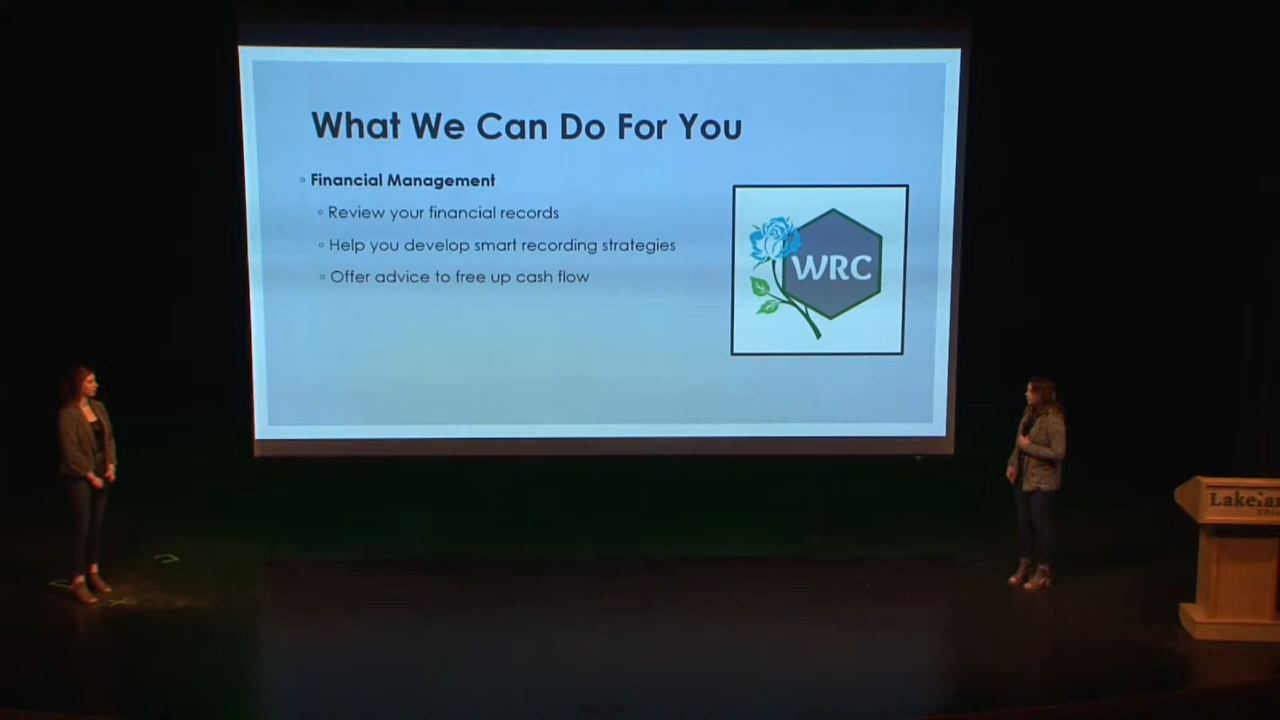 What We Can Do For You
Financial Management
Review your financial records
Help you develop smart recording strategies
Offer advice to free up cash flow
WRC